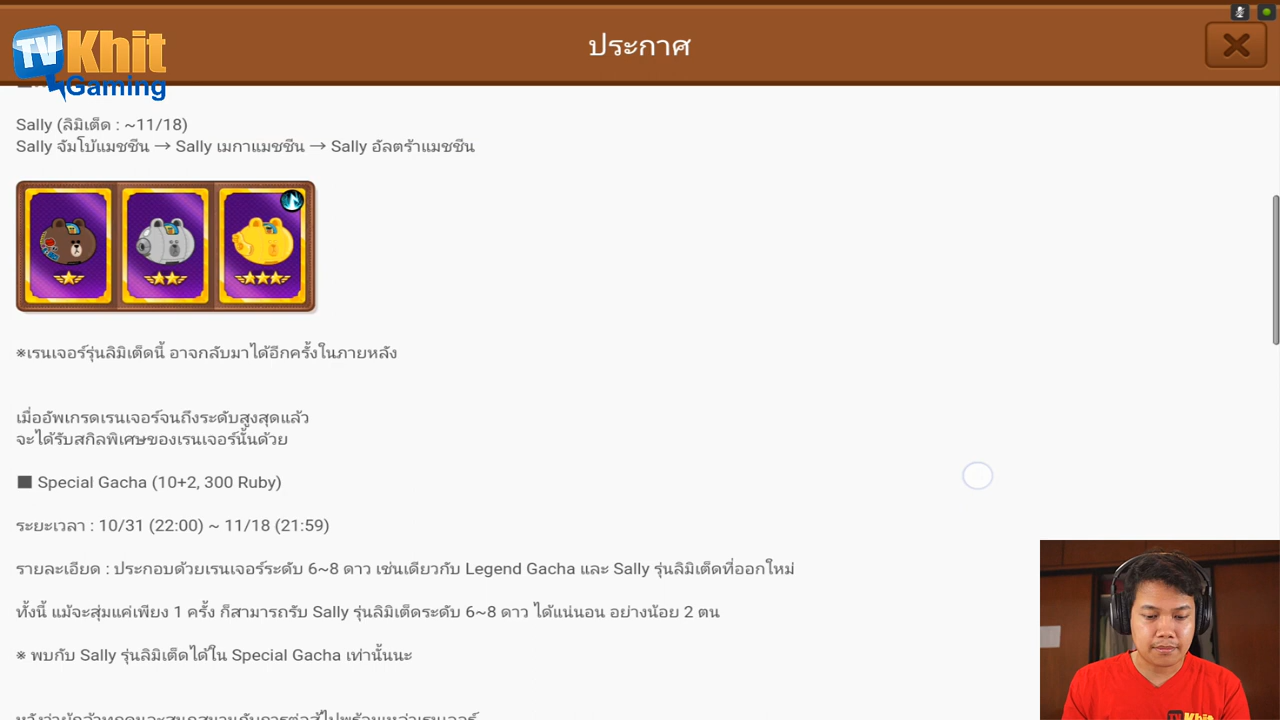 ประกาศ
TV Khit
Gaming
Sally (ลิมิเต็ด : ~11/18)
Sally จัมโบ้แมชชีน → Sally เมกาแมชชีน → Sally อัลตร้าแมชชีน
※เรนเจอร์รุ่นลิมิเต็ดนี้ อาจกลับมาได้อีกครั้งในภายหลัง
เมื่ออัพเกรดเรนเจอร์จนถึงระดับสูงสุดแล้ว
จะได้รับสกิลพิเศษของเรนเจอร์นั้นด้วย
■ Special Gacha (10+2, 300 Ruby)
ระยะเวลา : 10/31 (22:00) ~ 11/18 (21:59)
รายละเอียด : ประกอบด้วยเรนเจอร์ระดับ 6~8 ดาว เช่นเดียวกับ Legend Gacha และ Sally รุ่นลิมิเต็ดที่ออกใหม่
ทั้งนี้ แม้จะสุ่มแค่เพียง 1 ครั้ง ก็สามารถรับ Sally รุ่นลิมิเต็ดระดับ 6~8 ดาว ได้แน่นอน อย่างน้อย 2 ตน
※ พบกับ Sally รุ่นลิมิเต็ดได้ใน Special Gacha เท่านั้นนะ
TV Khit